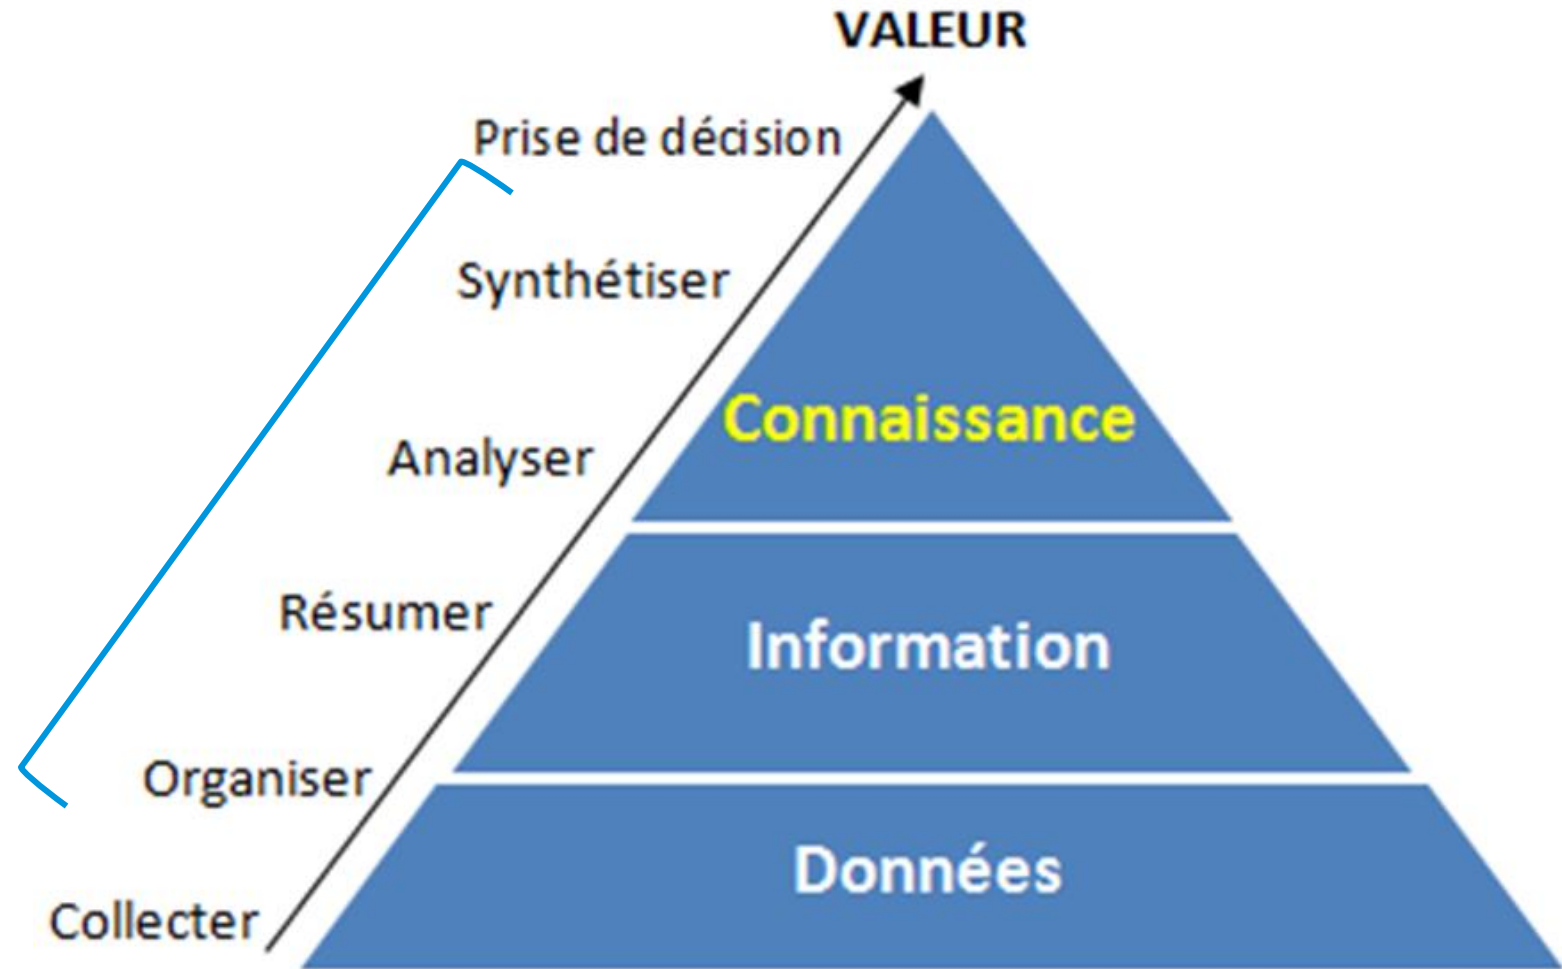 VALEUR
Prise de décision
Synthétiser
Analyser
Connaissance
Résumer
Information
Organiser
Données
Collecter